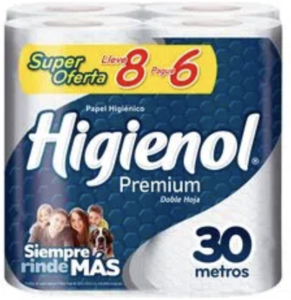 Super
Oferta
Lleve 8 Pague 6
Papel Higiénico
Higienol®
Premium
Doble Hoja
Siempre
rinde MÁS
30
metros